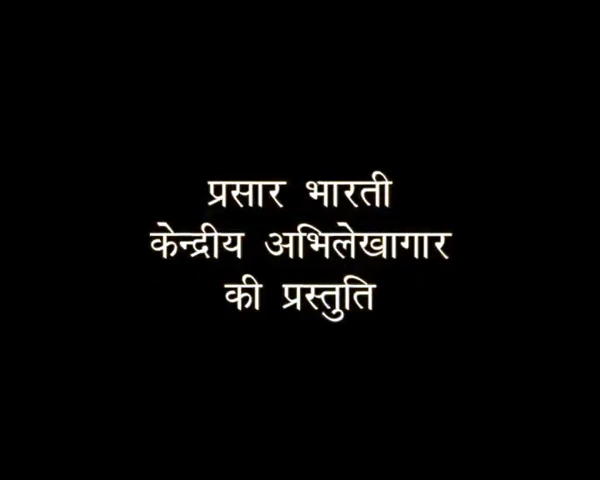 प्रसार भारती
केन्द्रीय अभिलेखागार
की प्रस्तुति